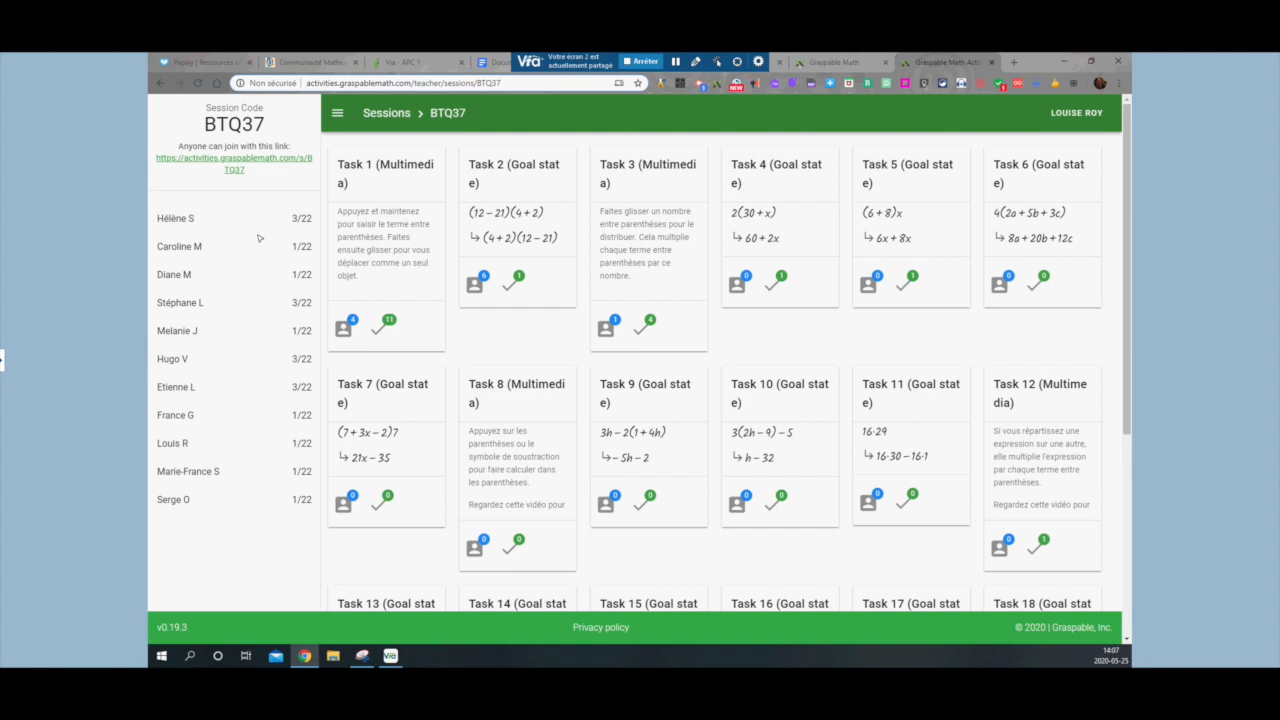 Papaly | Ressources
Communauté Mathé
Via - APC 1
Docu
Via
Votre écran 2 est
actuellement partagé
Arrêter
Graspable Math
Graspable Math Acti
Non sécurisé | activities.graspablemath.com/teacher/sessions/BTQ37
Session Code
BTQ37
Anyone can join with this link:
https://activities.graspablemath.com/s/B
TQ37
Sessions > BTQ37
LOUISE ROY
Hélène S 3/22
Caroline M 1/22
Diane M 1/22
Stéphane L 3/22
Melanie J 1/22
Hugo V 3/22
Etienne L 3/22
France G 1/22
Louis R 1/22
Marie-France S 1/22
Serge O 1/22
Task 1 (Multimedi
a)
Appuyez et maintenez
pour saisir le terme entre
parenthèses. Faites
ensuite glisser pour vous
déplacer comme un seul
objet.
4 11
Task 2 (Goal stat
e)
(12 – 21)(4 + 2)
↳ (4 + 2)(12 – 21)
6 1
Task 3 (Multimedi
a)
Faites glisser un nombre
entre parenthèses pour le
distribuer. Cela multiplie
chaque terme entre
parenthèses par ce
nombre.
1 4
Task 4 (Goal stat
e)
2(30 + x)
↳ 60 + 2x
0 1
Task 5 (Goal stat
e)
(6 + 8)x
↳ 6x + 8x
0 1
Task 6 (Goal stat
e)
4(2a + 5b + 3c)
↳ 8a + 20b + 12c
0 0
Task 7 (Goal stat
e)
(7 + 3x – 2)7
↳ 21x – 35
0 0
Task 8 (Multimedi
a)
Appuyez sur les
parenthèses ou le
symbole de soustraction
pour faire calculer dans
les parenthèses.
Regardez cette vidéo pour
0 0
Task 9 (Goal stat
e)
3h – 2(1 + 4h)
↳ – 5h – 2
0 0
Task 10 (Goal stat
e)
3(2h – 9) – 5
↳ h – 32
0 0
Task 11 (Goal stat
e)
16·29
↳ 16·30 – 16·1
0 0
Task 12 (Multime
dia)
Si vous répartissez une
expression sur une autre,
elle multiplie l'expression
par chaque terme entre
parenthèses.
Regardez cette vidéo pour
0 1
Task 13 (Goal stat
Task 14 (Goal stat
Task 15 (Goal stat
Task 16 (Goal stat
Task 17 (Goal stat
Task 18 (Goal stat
v0.19.3
Privacy policy
© 2020 | Graspable, Inc.
Via
14:07
2020-05-25